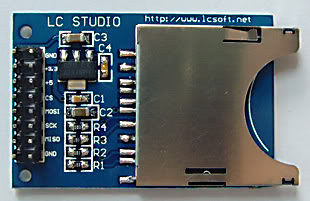 LC STUDIO
http://www.lcsoft.net
C3
C4
GND
+3.3
+5
CS
C1
MOSI
C2
SCK
R4
MISO
R3
R2
GND
R1